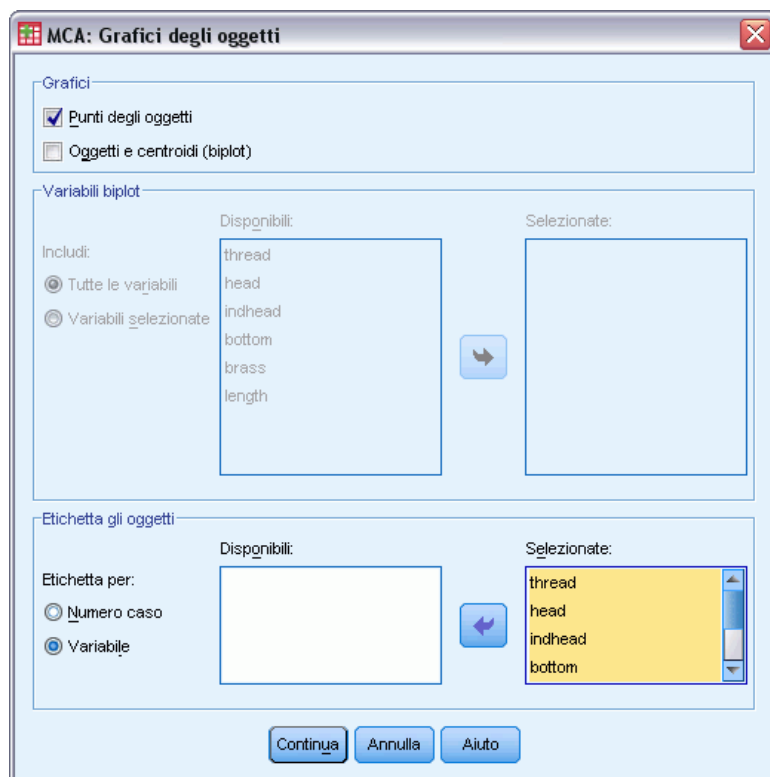 MCA: Grafici degli oggetti
Grafici
Punti degli oggetti
Oggetti e centroidi (biplot)
Variabili biplot
Disponibili:
Selezionate:
Includi:
Tutte le variabili
Variabili selezionate
thread
head
indhead
bottom
brass
length
Etichetta gli oggetti
Disponibili:
Selezionate:
Etichetta per:
Numero caso
Variabile
thread
head
indhead
bottom
Continua
Annulla
Aiuto